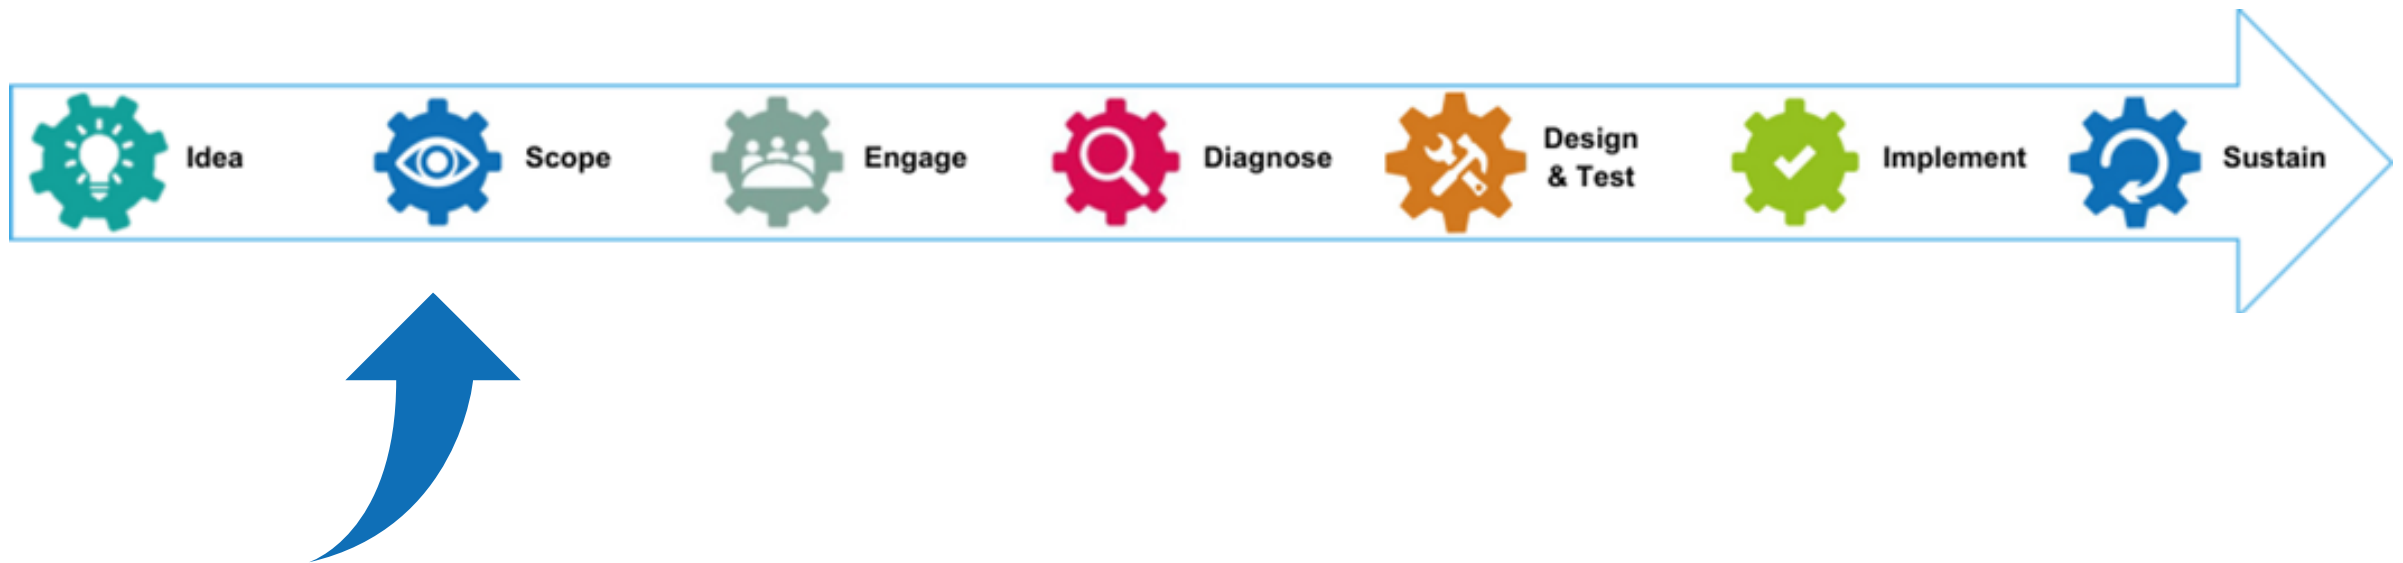 Idea
Scope
Engage
Diagnose
Design
& Test
Implement
Sustain